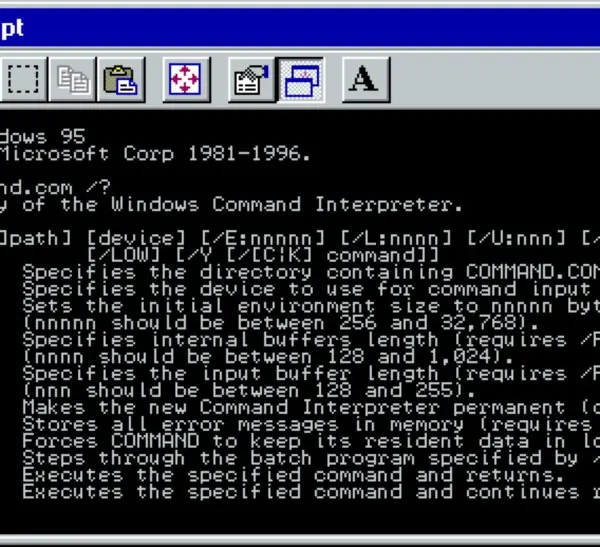 pt
A
dows 95
Microsoft Corp 1981-1996.
nd.com /?
y of the Windows Command Interpreter.
]path] [device] [/E:nnnnn] [/L:nnnn] [/U:nnn] [/
[/LOW] [/Y [/[C|K] command]]
Specifies the directory containing COMMAND.COM
Specifies the device to use for command input
Sets the initial environment size to nnnnn byt
(nnnnn should be between 256 and 32,768).
Specifies internal buffers length (requires /P
(nnnn should be between 128 and 1,024).
Specifies the input buffer length (requires /P
(nnn should be between 128 and 255).
Makes the new Command Interpreter permanent (c
Stores all error messages in memory (requires
Forces COMMAND to keep its resident data in lo
Steps through the batch program specified by /
Executes the specified command and returns.
Executes the specified command and continues r